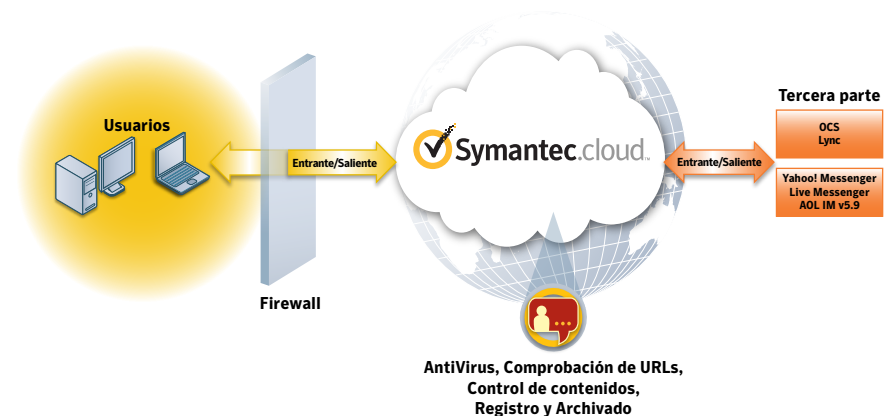 Usuarios
Entrante/Saliente
Firewall
Symantec.cloud
Entrante/Saliente
Tercera parte
OCS
Lync
Yahoo! Messenger
Live Messenger
AOL IM v5.9
AntiVirus, Comprobación de URLs,
Control de contenidos,
Registro y Archivado